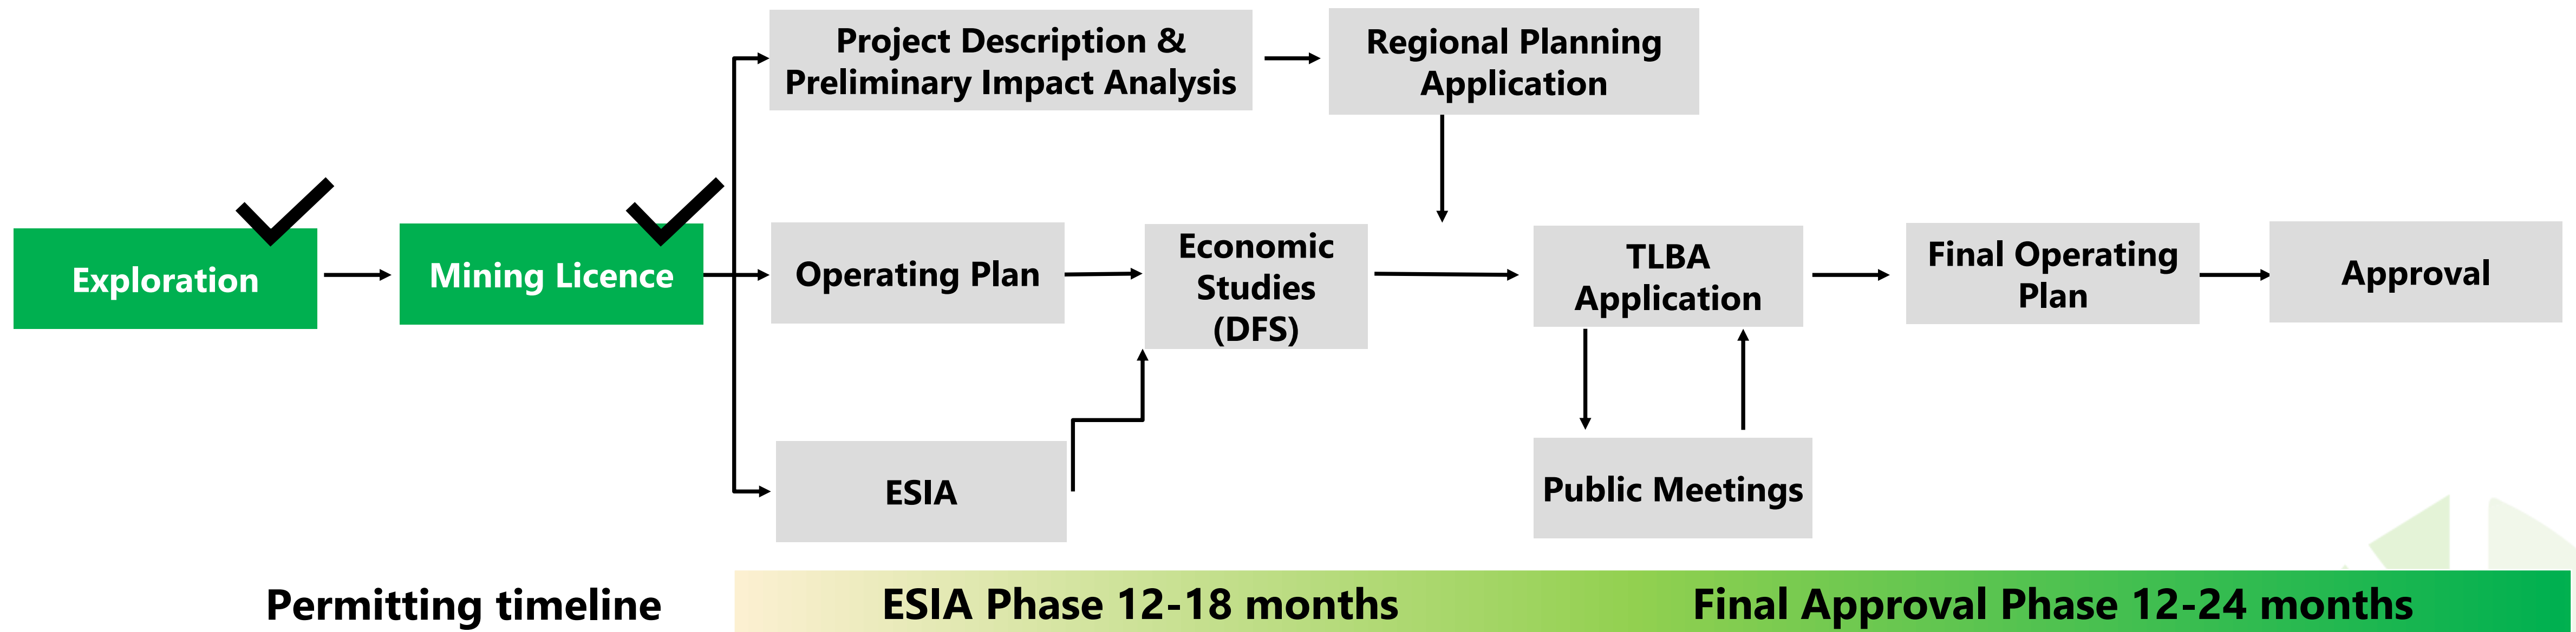 Project Description &
Preliminary Impact Analysis
Regional Planning
Application
Exploration
Mining Licence
Operating Plan
Economic
Studies
(DFS)
TLBA
Application
Final Operating
Plan
Approval
ESIA
Public Meetings
Permitting timeline
ESIA Phase 12-18 months
Final Approval Phase 12-24 months